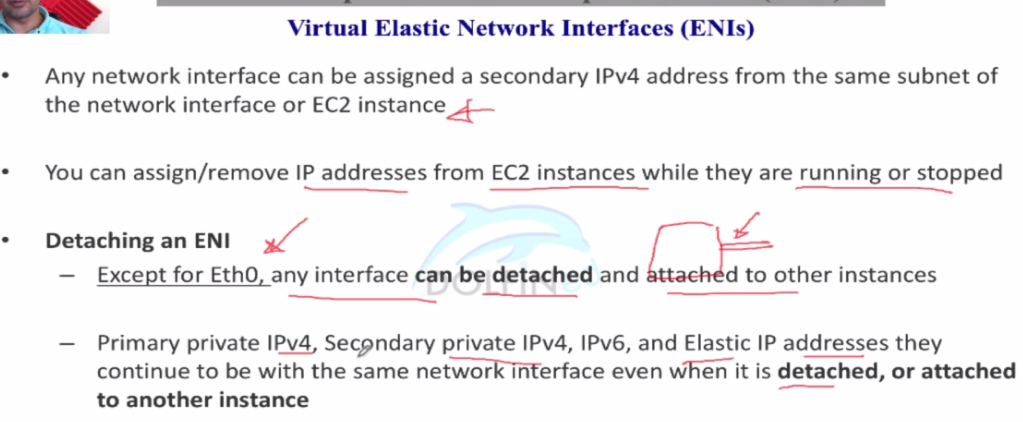 Virtual Elastic Network Interfaces (ENIs)
• Any network interface can be assigned a secondary IPv4 address from the same subnet of
the network interface or EC2 instance
• You can assign/remove IP addresses from EC2 instances while they are running or stopped
• Detaching an ENI
– Except for Eth0, any interface can be detached and attached to other instances
DOLFIN
– Primary private IPv4, Secondary private IPv4, IPv6, and Elastic IP addresses they
continue to be with the same network interface even when it is detached, or attached
to another instance